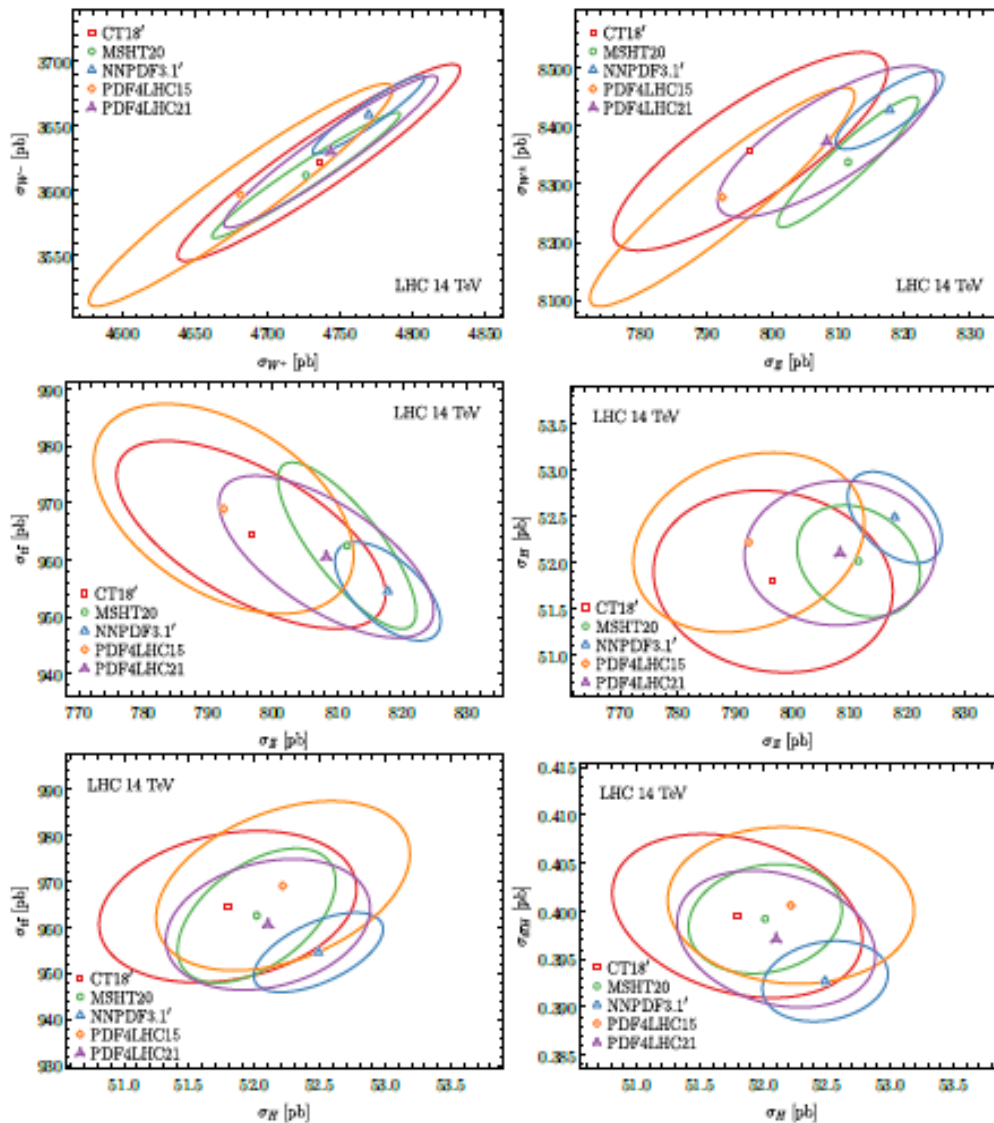 CT18′
MSHT20
NNPDF3.1′
PDF4LHC15
PDF4LHC21
3700
3650
3600
3550
σW− [pb]
LHC 14 TeV
4600
4650
4700
4750
4800
4850
σW+ [pb]
CT18′
MSHT20
NNPDF3.1′
PDF4LHC15
PDF4LHC21
8500
8400
8300
8200
8100
σW± [pb]
LHC 14 TeV
780
790
800
810
820
830
σZ [pb]
LHC 14 TeV
990
980
970
960
950
940
[pb]
CT18′
MSHT20
NNPDF3.1′
PDF4LHC15
PDF4LHC21
770
780
790
800
810
820
830
σZ [pb]
LHC 14 TeV
53.5
53.0
52.5
52.0
51.5
51.0
σH [pb]
CT18′
MSHT20
NNPDF3.1′
PDF4LHC15
PDF4LHC21
770
780
790
800
810
820
830
σZ [pb]
LHC 14 TeV
990
980
970
960
950
940
930
[pb]
CT18′
MSHT20
NNPDF3.1′
PDF4LHC15
PDF4LHC21
51.0
51.5
52.0
52.5
53.0
53.5
σH [pb]
LHC 14 TeV
0.415
0.410
0.405
0.400
0.395
0.390
0.385
[pb]
CT18′
MSHT20
NNPDF3.1′
PDF4LHC15
PDF4LHC21
51.0
51.5
52.0
52.5
53.0
53.5
σH [pb]